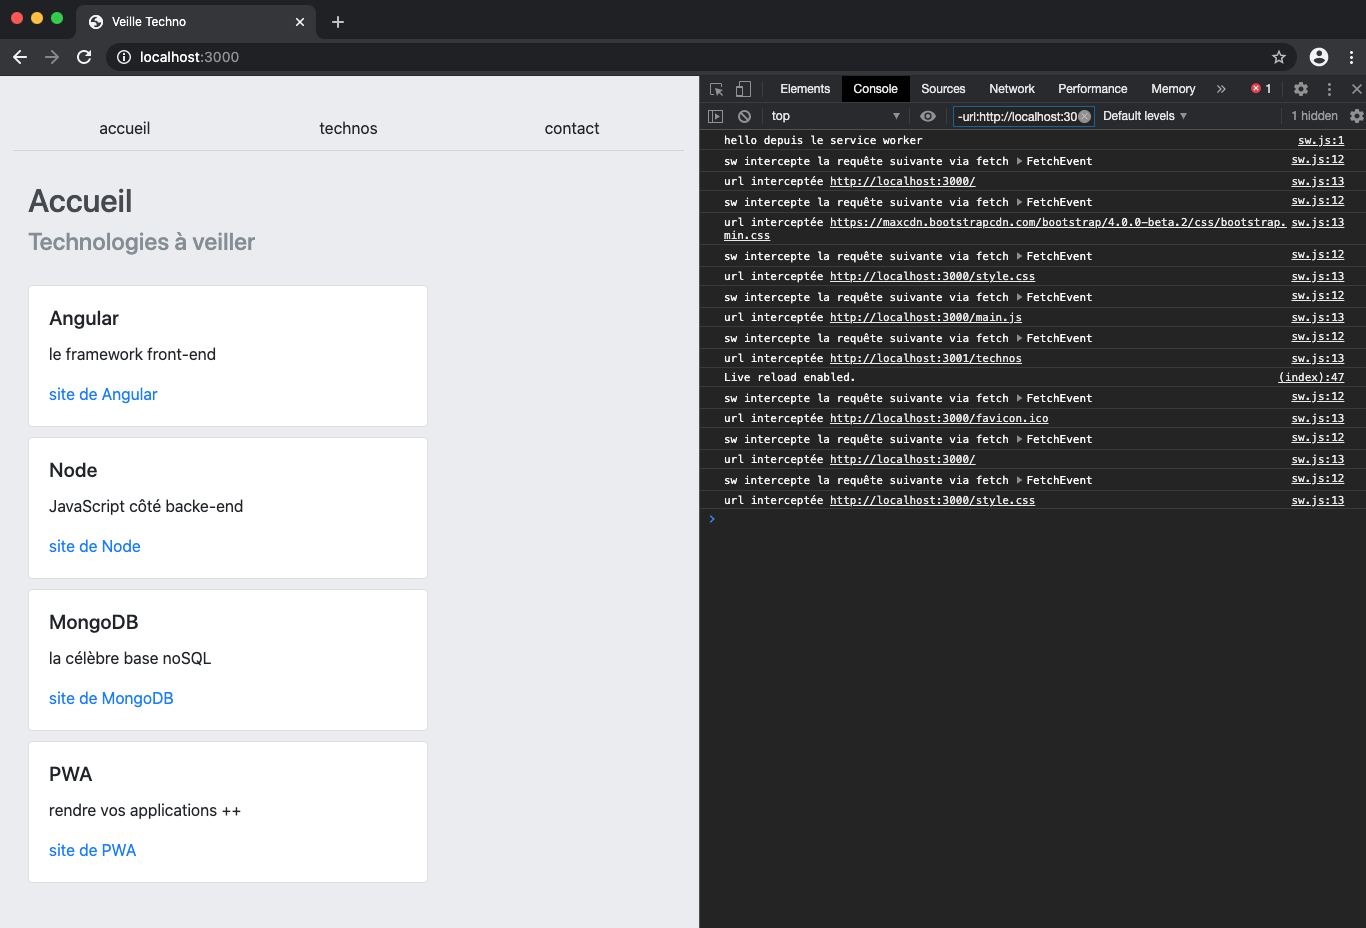 Veille Techno
localhost:3000
accueil technos contact
Accueil
Technologies à veiller
Angular
le framework front-end
site de Angular
Node
JavaScript côté backe-end
site de Node
MongoDB
la célèbre base noSQL
site de MongoDB
PWA
rendre vos applications ++
site de PWA
Elements Console Sources Network Performance Memory » 1
top -url:http://localhost:30 Default levels 1 hidden
hello depuis le service worker sw.js:1
sw intercepte la requête suivante via fetch FetchEvent sw.js:12
url interceptée http://localhost:3000/ sw.js:13
sw intercepte la requête suivante via fetch FetchEvent sw.js:12
url interceptée https://maxcdn.bootstrapcdn.com/bootstrap/4.0.0-beta.2/css/bootstrap. sw.js:13
min.css
sw intercepte la requête suivante via fetch FetchEvent sw.js:12
url interceptée http://localhost:3000/style.css sw.js:13
sw intercepte la requête suivante via fetch FetchEvent sw.js:12
url interceptée http://localhost:3000/main.js sw.js:13
sw intercepte la requête suivante via fetch FetchEvent sw.js:12
url interceptée http://localhost:3001/technos sw.js:13
Live reload enabled. (index):47
sw intercepte la requête suivante via fetch FetchEvent sw.js:12
url interceptée http://localhost:3000/favicon.ico sw.js:13
sw intercepte la requête suivante via fetch FetchEvent sw.js:12
url interceptée http://localhost:3000/ sw.js:13
sw intercepte la requête suivante via fetch FetchEvent sw.js:12
url interceptée http://localhost:3000/style.css sw.js:13